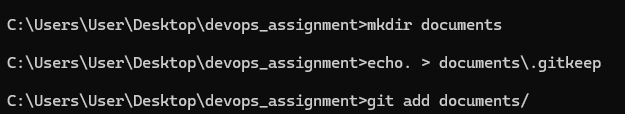 C:\Users\User\Desktop\devops_assignment>mkdir documents
C:\Users\User\Desktop\devops_assignment>echo. > documents\.gitkeep
C:\Users\User\Desktop\devops_assignment>git add documents/